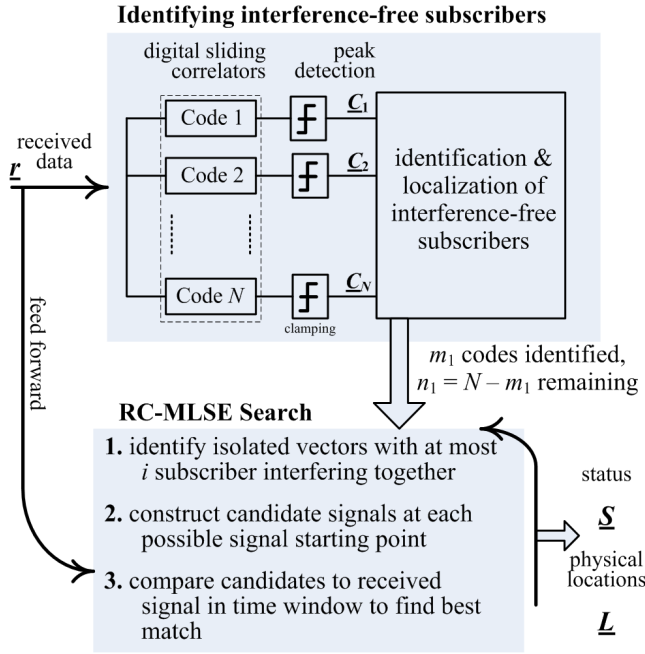 Identifying interference-free subscribers
digital sliding
correlators
peak
detection
received
data
r
Code 1
C1
Code 2
C2
Code N
CN
clamping
identification &
localization of
interference-free
subscribers
feed forward
m1 codes identified,
n1 = N – m1 remaining
RC-MLSE Search
1. identify isolated vectors with at most
i subscriber interfering together
2. construct candidate signals at each
possible signal starting point
3. compare candidates to received
signal in time window to find best
match
status
S
physical
locations
L